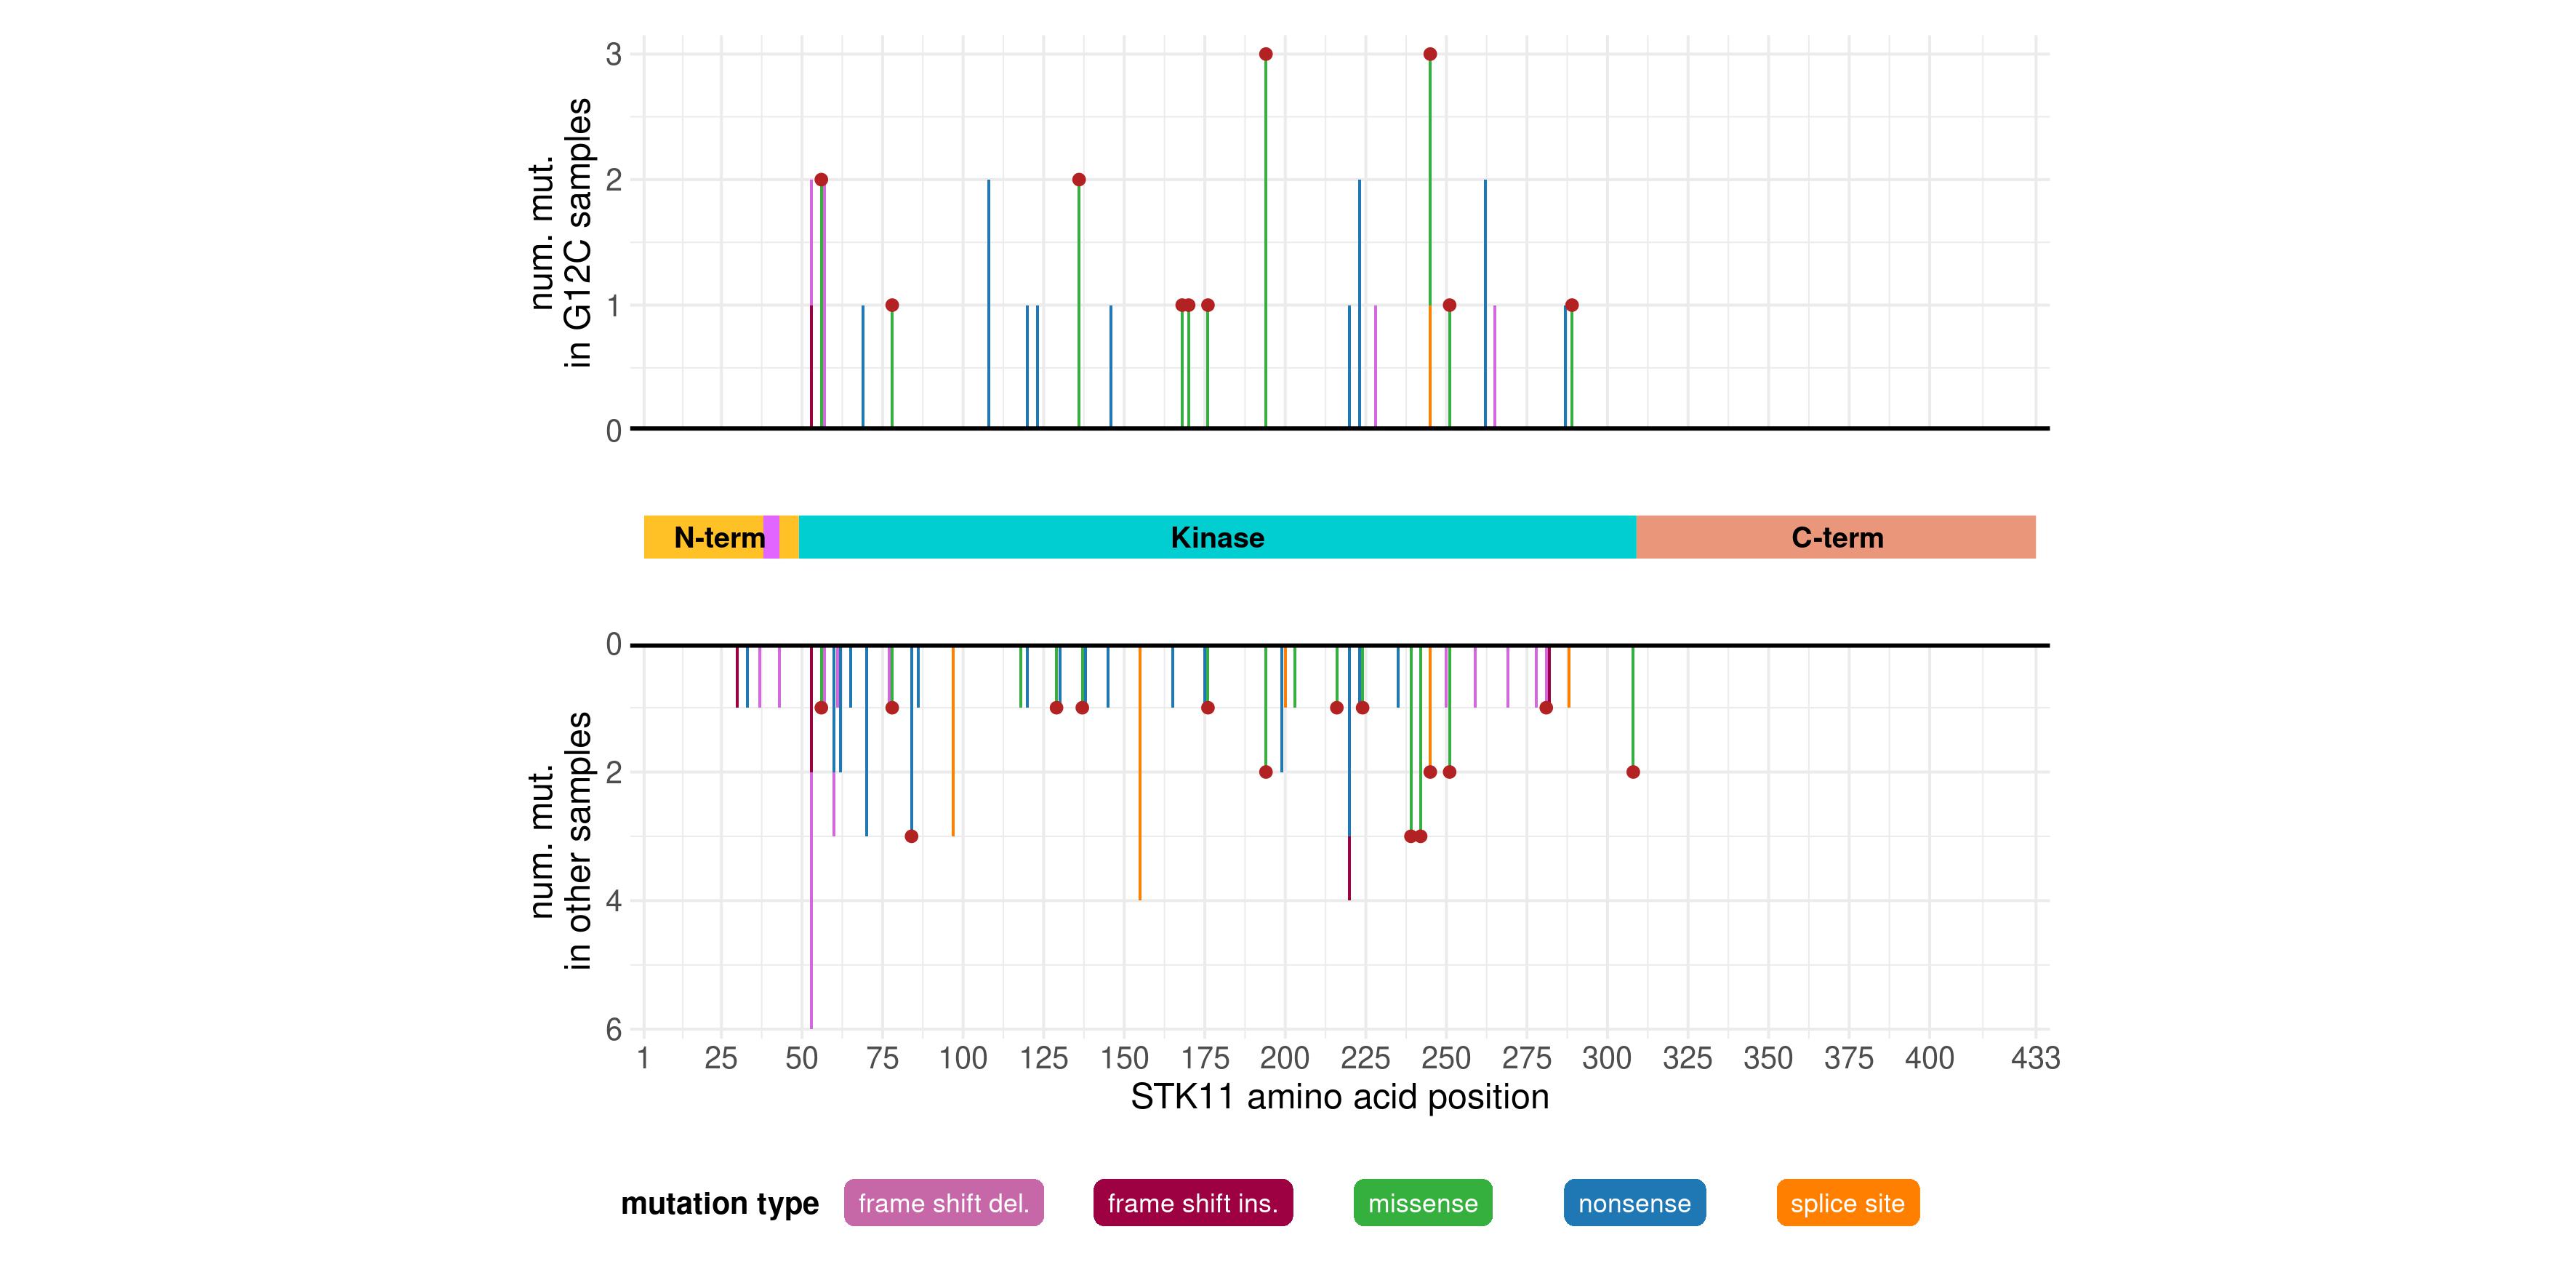 3
2
1
0
num. mut.
in G12C samples
N-term
Kinase
C-term
0
2
4
6
num. mut.
in other samples
1 25 50 75 100 125 150 175 200 225 250 275 300 325 350 375 400 433
STK11 amino acid position
mutation type frame shift del. frame shift ins. missense nonsense splice site